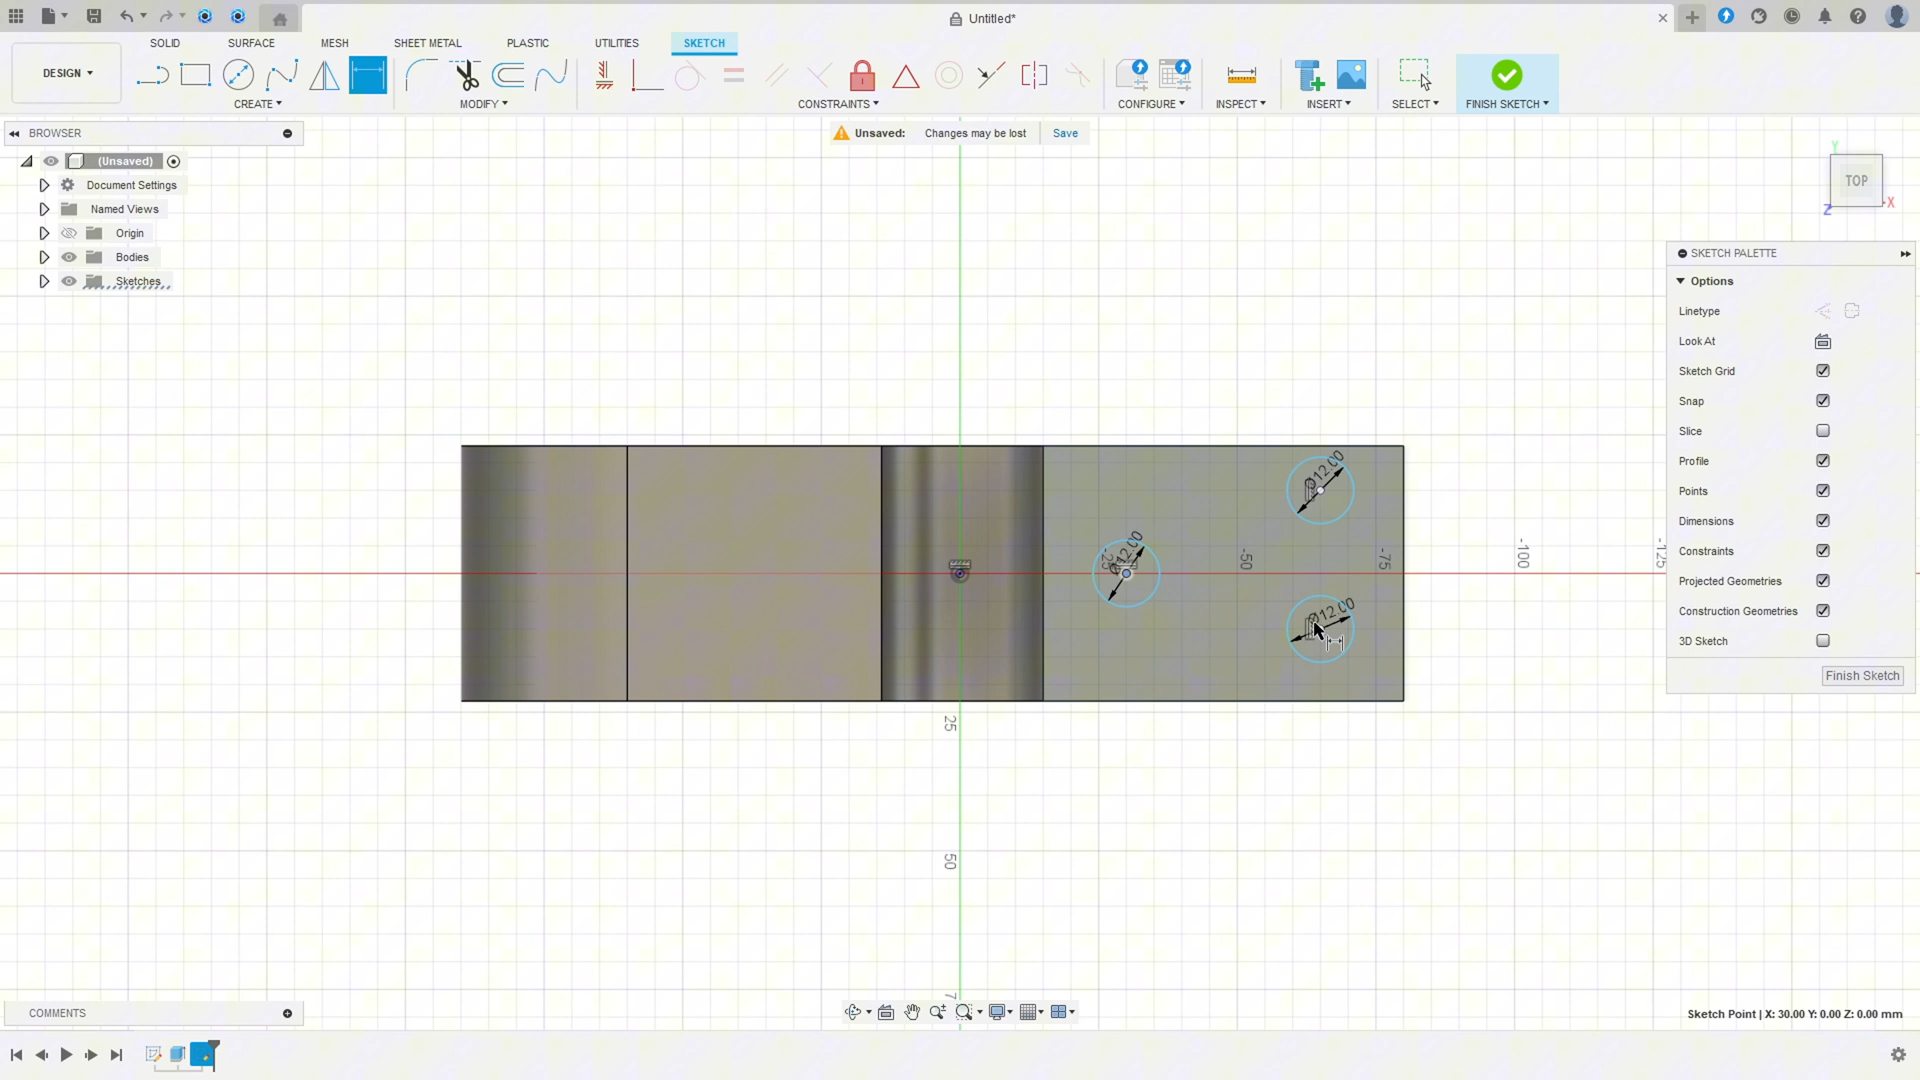 Untitled*
SOLID SURFACE MESH SHEET METAL PLASTIC UTILITIES SKETCH
DESIGN
CREATE MODIFY CONSTRAINTS CONFIGURE INSPECT INSERT SELECT FINISH SKETCH
BROWSER
Unsaved: Changes may be lost Save
(Unsaved)
Document Settings
Named Views
Origin
Bodies
Sketches
Y
TOP
X
Z
SKETCH PALETTE
Options
Linetype
Look At
Sketch Grid
Snap
Slice
Profile
Points
Dimensions
Constraints
Projected Geometries
Construction Geometries
3D Sketch
Finish Sketch
Ø12.00
Ø12.00
Ø12.00
-25
-50
-75
-100
-125
25
50
COMMENTS
Sketch Point | X: 30.00 Y: 0.00 Z: 0.00 mm